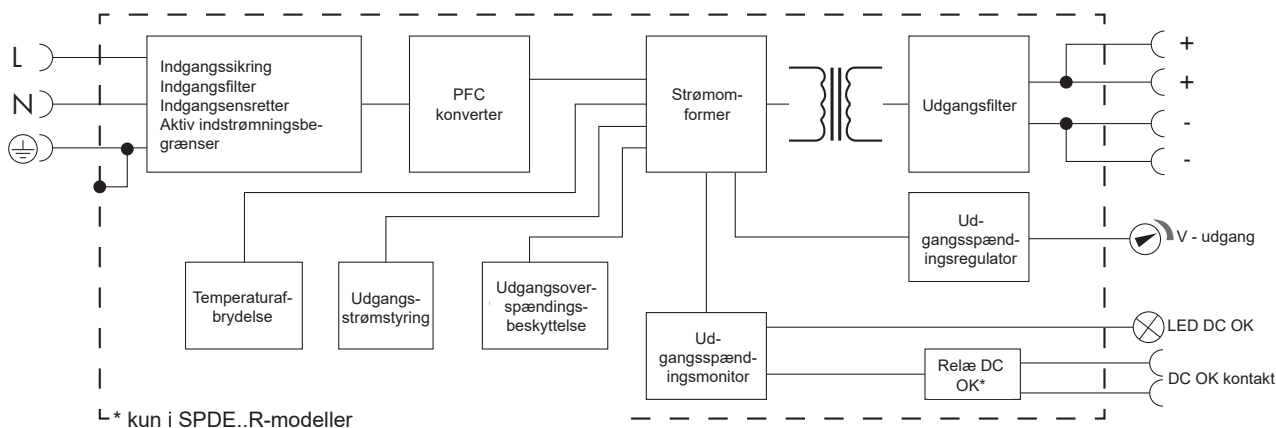 L
N
Indgangssikring
Indgangsfilter
Indgangsensretter
Aktiv indstrømningsbe-
grænser
PFC
konverter
Strømom-
former
Udgangsfilter
+
+
-
-
Ud-
gangsspænd-
ingsregulator
V - udgang
Temperaturaf-
brydelse
Udgangs-
strømstyring
Udgangsover-
spændings-
beskyttelse
Ud-
gangsspænd-
ingsmonitor
LED DC OK
Relæ DC
OK*
DC OK kontakt
* kun i SPDE..R-modeller